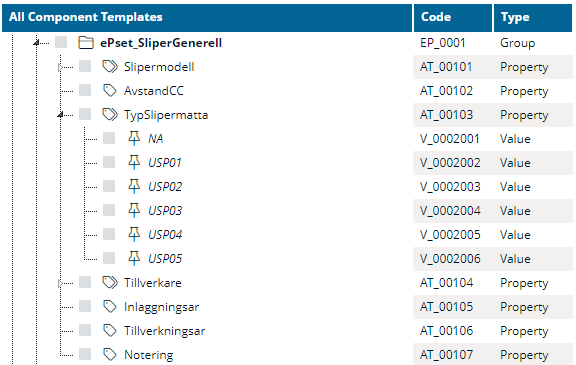 All Component Templates Code Type
ePset_SliperGenerell EP_0001 Group
Slipermodell AT_00101 Property
AvstandCC AT_00102 Property
TypSlipermatta AT_00103 Property
NA V_0002001 Value
USP01 V_0002002 Value
USP02 V_0002003 Value
USP03 V_0002004 Value
USP04 V_0002005 Value
USP05 V_0002006 Value
Tillverkare AT_00104 Property
Inlaggningsar AT_00105 Property
Tillverkningsar AT_00106 Property
Notering AT_00107 Property